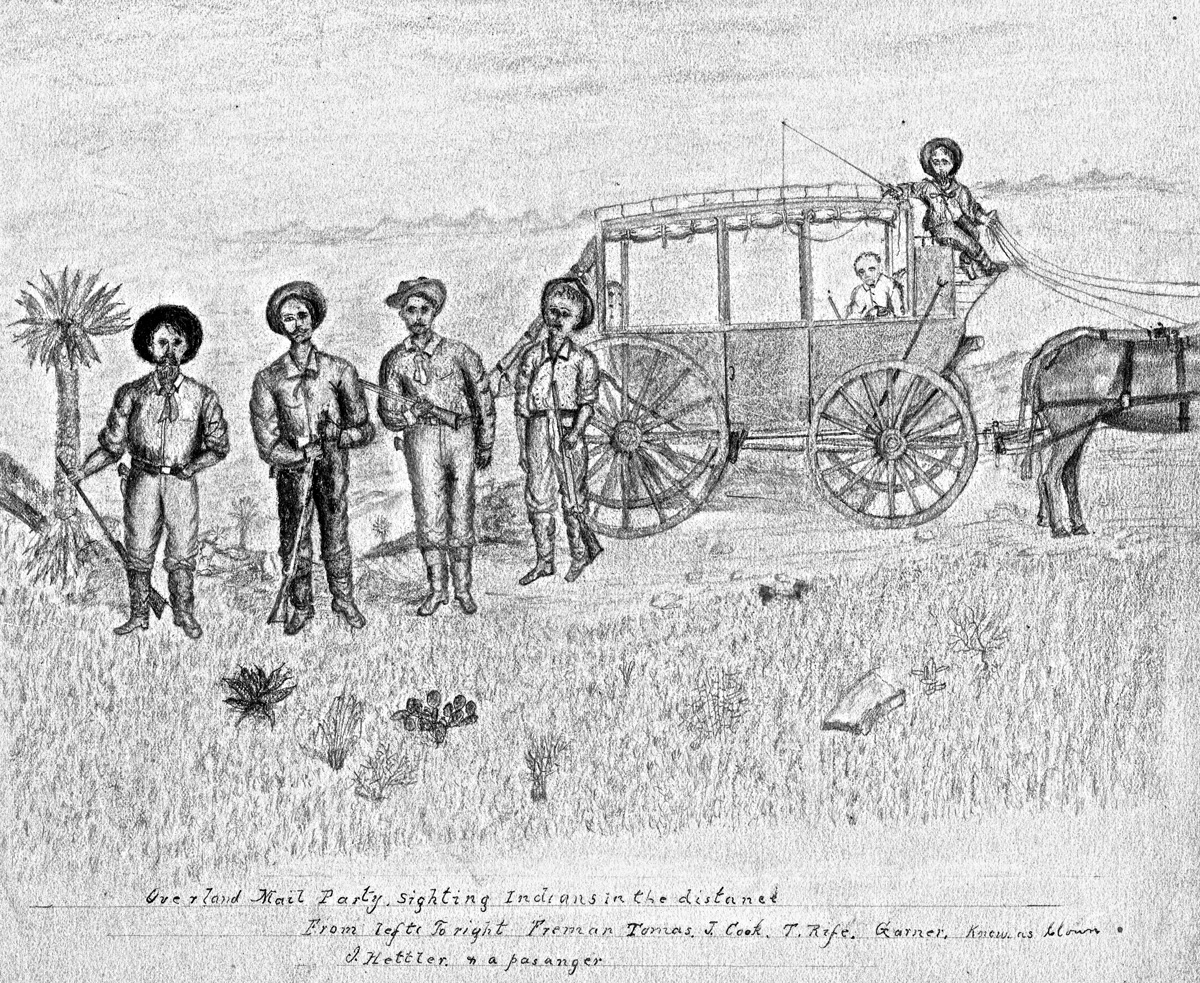 Overland Mail Party, sighting Indians in the distance
From left to right Freman Tomas, J. Cook, T. Rife, Garner, Know. as Clown
J. Hettler. & a pasanger